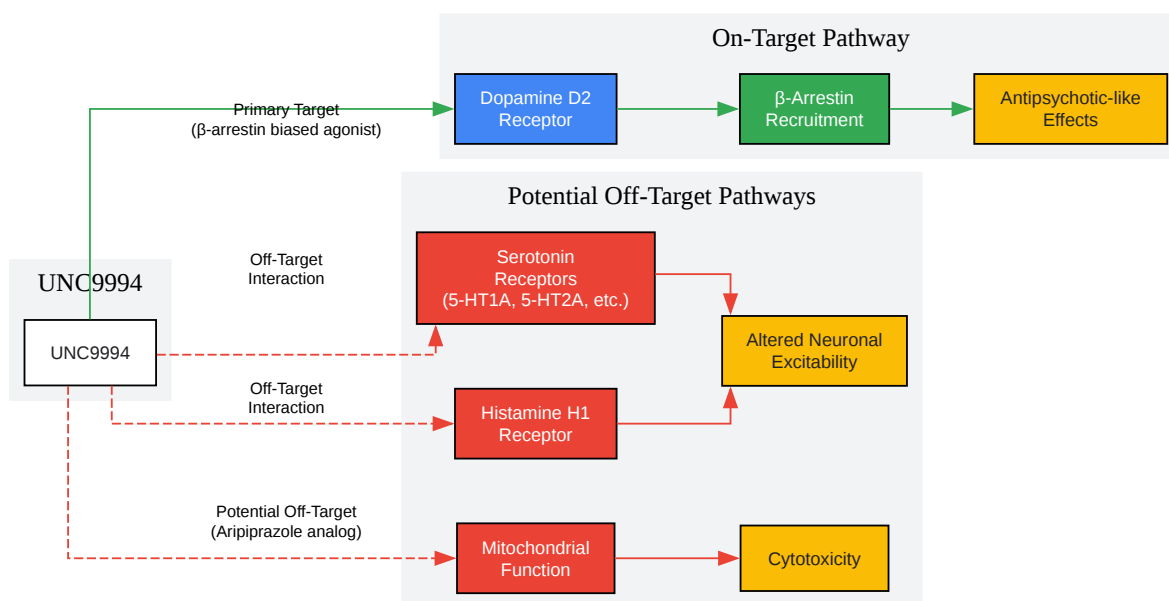 On-Target Pathway
Primary Target
(β-arrestin biased agonist)
Dopamine D2
Receptor
β-Arrestin
Recruitment
Antipsychotic-like
Effects
Potential Off-Target Pathways
UNC9994
UNC9994
Off-Target
Interaction
Serotonin
Receptors
(5-HT1A, 5-HT2A, etc.)
Altered Neuronal
Excitability
Off-Target
Interaction
Histamine H1
Receptor
Potential Off-Target
(Aripiprazole analog)
Mitochondrial
Function
Cytotoxicity